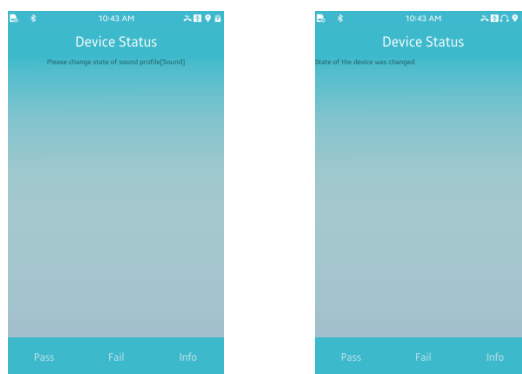 10:43 AM
Device Status
Please change state of sound profile[Sound]
Pass Fail Info
10:43 AM
Device Status
State of the device was changed
Pass Fail Info